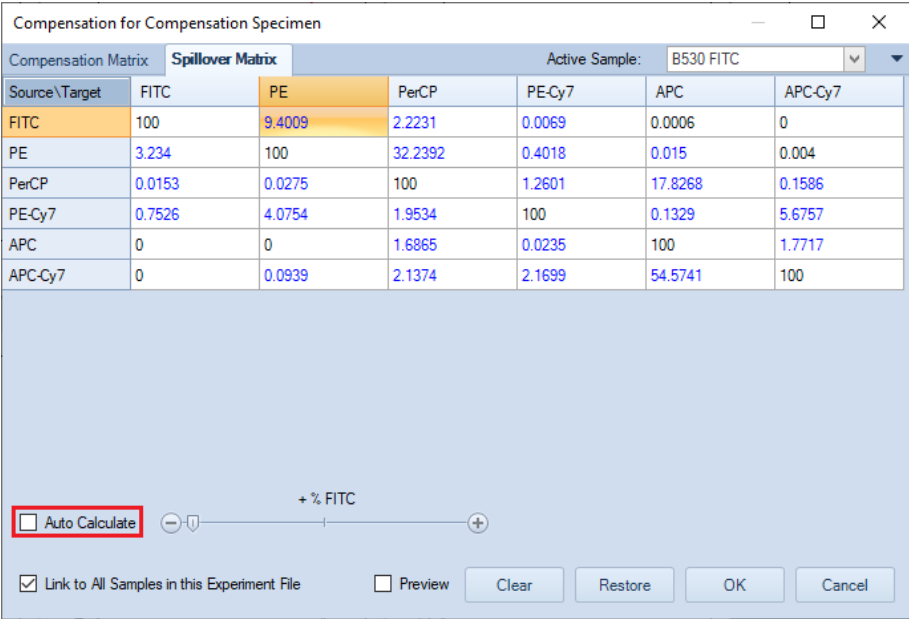 Compensation for Compensation Specimen
Compensation Matrix Spillover Matrix Active Sample: B530 FITC
Source\Target FITC PE PerCP PE-Cy7 APC APC-Cy7
FITC 100 9.4009 2.2231 0.0069 0.0006 0
PE 3.234 100 32.2392 0.4018 0.015 0.004
PerCP 0.0153 0.0275 100 1.2601 17.8268 0.1586
PE-Cy7 0.7526 4.0754 1.9534 100 0.1329 5.6757
APC 0 0 1.6865 0.0235 100 1.7717
APC-Cy7 0 0.0939 2.1374 2.1699 54.5741 100
+ % FITC
Auto Calculate
Link to All Samples in this Experiment File Preview Clear Restore OK Cancel